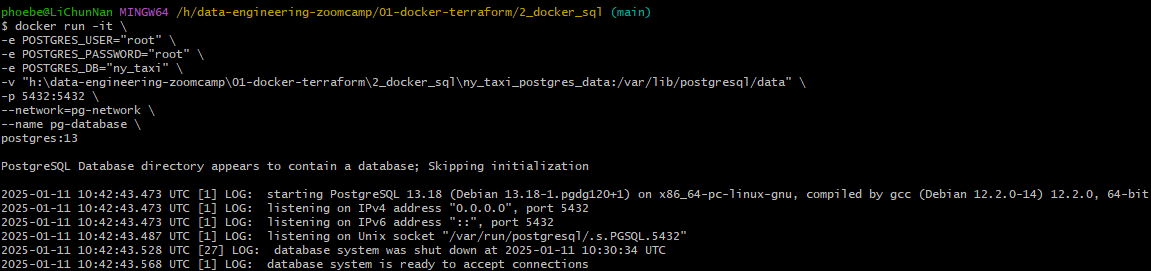 phoebe@LiChunNan MINGW64 /h/data-engineering-zoomcamp/01-docker-terraform/2_docker_sql (main)
$ docker run -it \
-e POSTGRES_USER="root" \
-e POSTGRES_PASSWORD="root" \
-e POSTGRES_DB="ny_taxi" \
-v "h:\data-engineering-zoomcamp\01-docker-terraform\2_docker_sql\ny_taxi_postgres_data:/var/lib/postgresql/data" \
-p 5432:5432 \
--network=pg-network \
--name pg-database \
postgres:13
PostgreSQL Database directory appears to contain a database; Skipping initialization
2025-01-11 10:42:43.473 UTC [1] LOG:  starting PostgreSQL 13.18 (Debian 13.18-1.pgdg120+1) on x86_64-pc-linux-gnu, compiled by gcc (Debian 12.2.0-14) 12.2.0, 64-bit
2025-01-11 10:42:43.473 UTC [1] LOG:  listening on IPv4 address "0.0.0.0", port 5432
2025-01-11 10:42:43.473 UTC [1] LOG:  listening on IPv6 address "::", port 5432
2025-01-11 10:42:43.487 UTC [1] LOG:  listening on Unix socket "/var/run/postgresql/.s.PGSQL.5432"
2025-01-11 10:42:43.528 UTC [27] LOG:  database system was shut down at 2025-01-11 10:30:34 UTC
2025-01-11 10:42:43.568 UTC [1] LOG:  database system is ready to accept connections